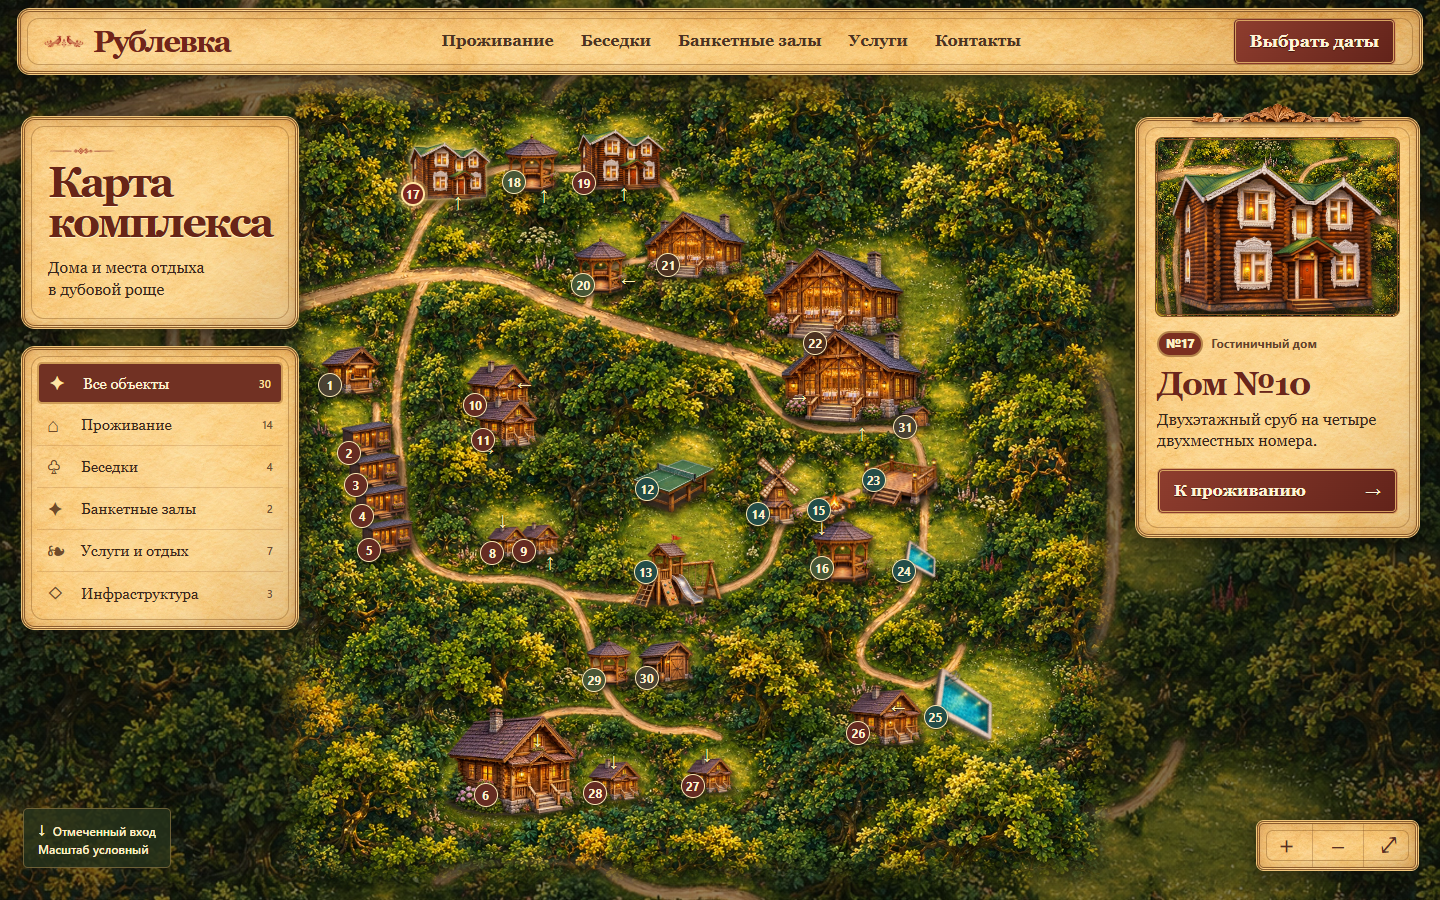 Рублевка
Проживание Беседки Банкетные залы Услуги Контакты
Выбрать даты
Карта
комплекса
Дома и места отдыха
в дубовой роще
Все объекты 30
Проживание 14
Беседки 4
Банкетные залы 2
Услуги и отдых 7
Инфраструктура 3
↓ Отмеченный вход
Масштаб условный
17
18
19
20
21
22
1
10
11
31
2
3
4
5
12
14
15
23
8
9
13
16
24
29
30
25
26
6
28
27
№17 Гостиничный дом
Дом №10
Двухэтажный сруб на четыре
двухместных номера.
К проживанию →
+ −